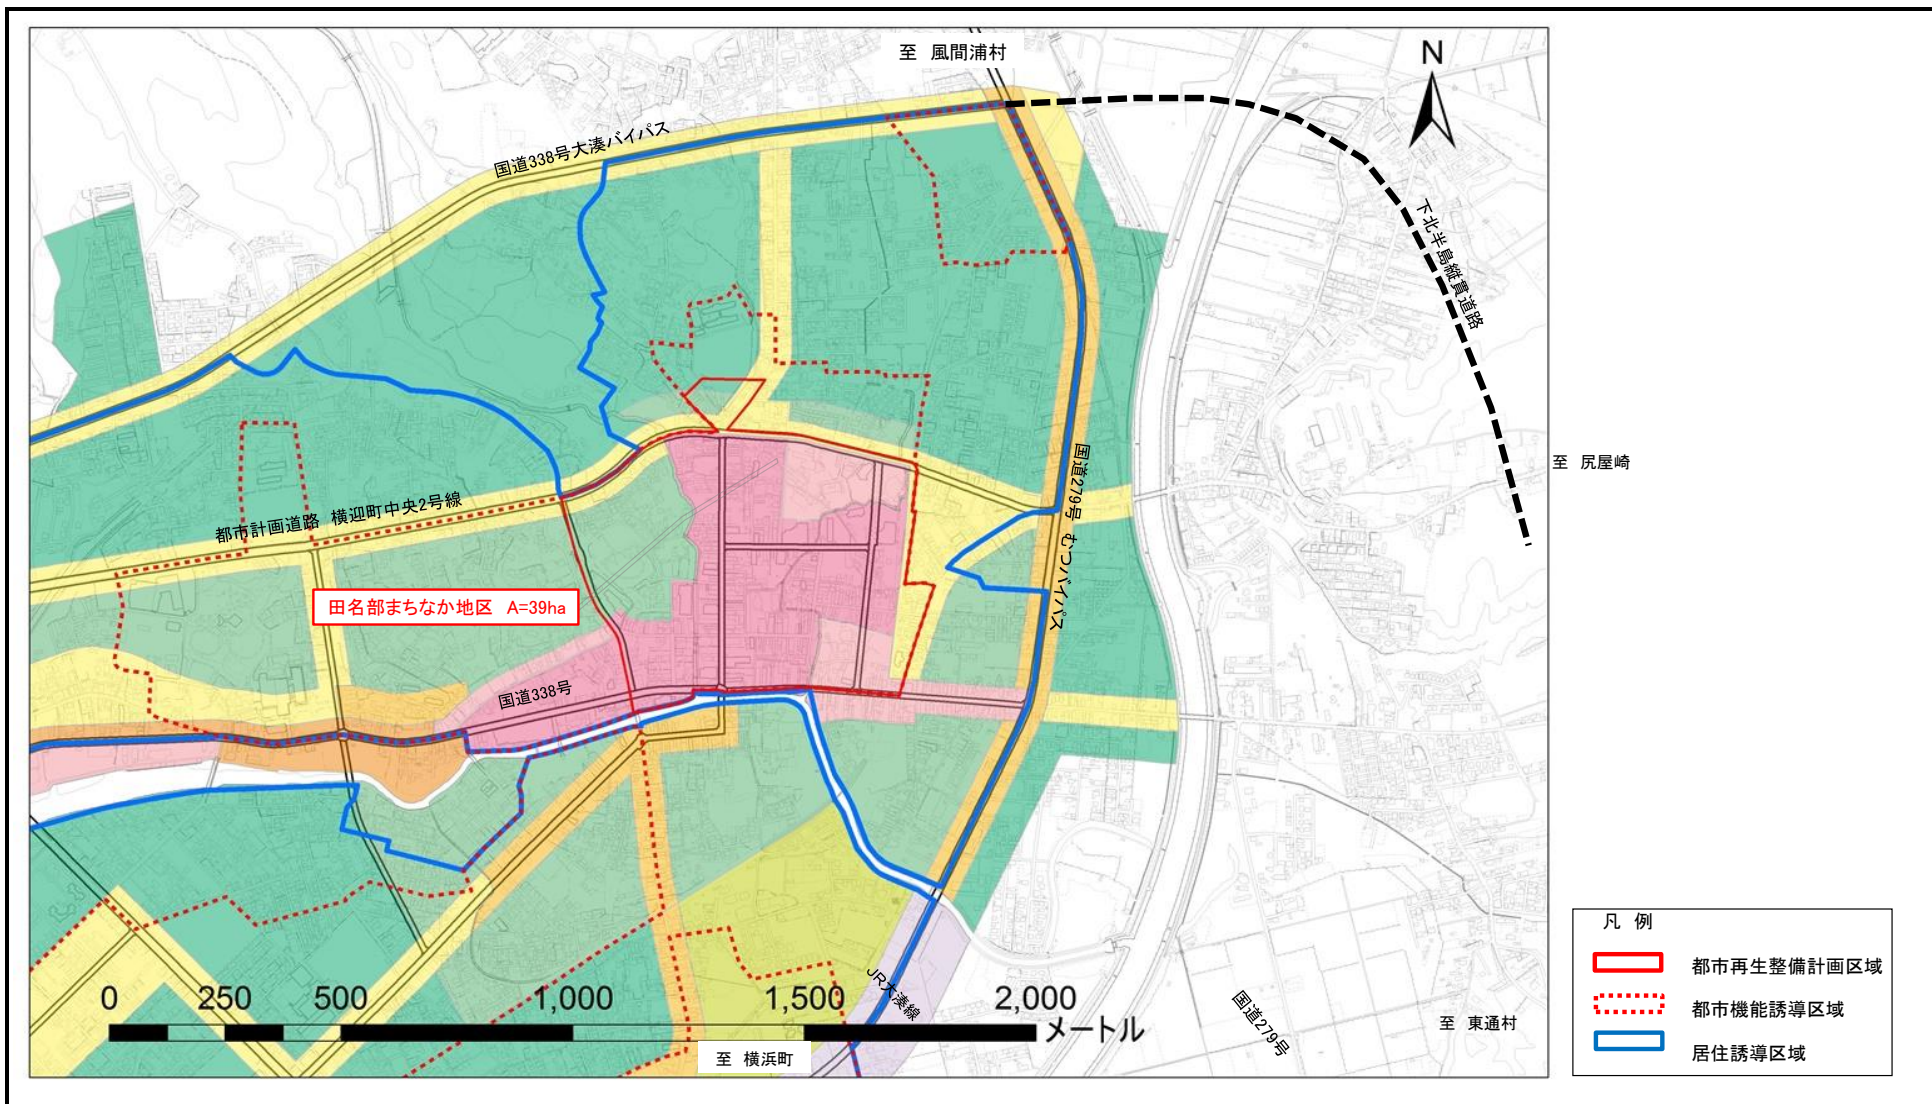 至 風間浦村
N
国道338号大湊バイパス
下北半島縦貫道路
至 尻屋崎
国道279号 むつバイパス
都市計画道路 横迎町中央2号線
田名部まちなか地区 A=39ha
国道338号
凡 例
都市再生整備計画区域
都市機能誘導区域
居住誘導区域
JR大湊線
国道279号
至 東通村
0 250 500 1,000 1,500 2,000
メートル
至 横浜町